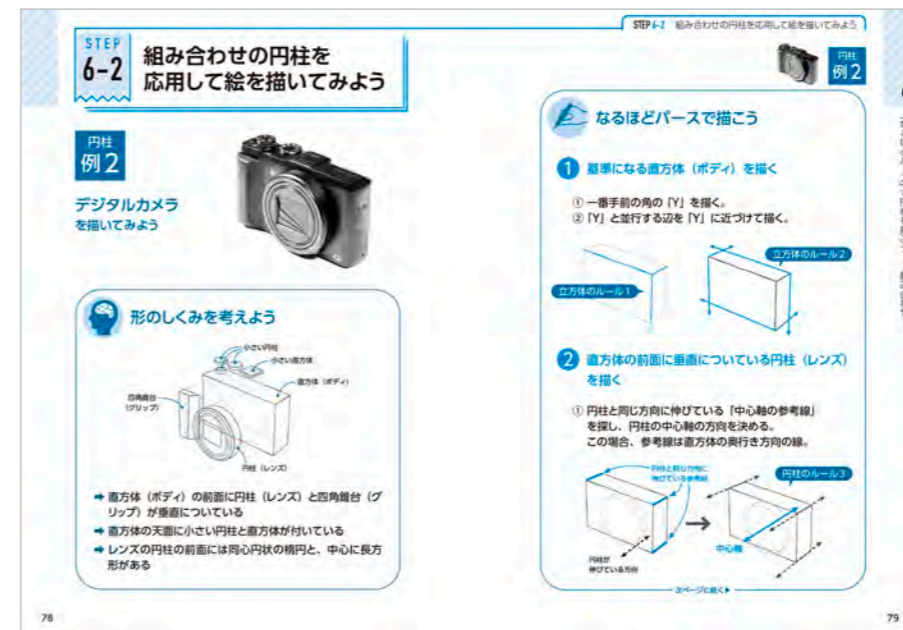 STEP
6-2
組み合わせの円柱を
応用して絵を描いてみよう
円柱
例2
デジタルカメラ
を描いてみよう
形のしくみを考えよう
小さい円柱
小さい直方体
直方体（ボディ）
四角錐台
（グリップ）
円柱（レンズ）
➡ 直方体（ボディ）の前面に円柱（レンズ）と四角錐台（グ
リップ）が垂直についている
➡ 直方体の天面に小さい円柱と直方体が付いている
➡ レンズの円柱の前面には同心円状の楕円と、中心に長方
形がある
78
STEP 6-2 組み合わせの円柱を応用して絵を描いてみよう
円柱
例2
なるほどパースで描こう
1 基準になる直方体（ボディ）を描く
① 一番手前の角の「Y」を描く。
② 「Y」と並行する辺を「Y」に近づけて描く。
立方体のルール1
立方体のルール2
2 直方体の前面に垂直についている円柱（レンズ）
を描く
① 円柱と同じ方向に伸びている「中心軸の参考線」
を探し、円柱の中心軸の方向を決める。
この場合、参考線は直方体の奥行き方向の線。
円柱と同じ方向に
伸びている参考線
円柱のルール3
中心軸
円柱が
伸びている方向
次ページに続く▶
79